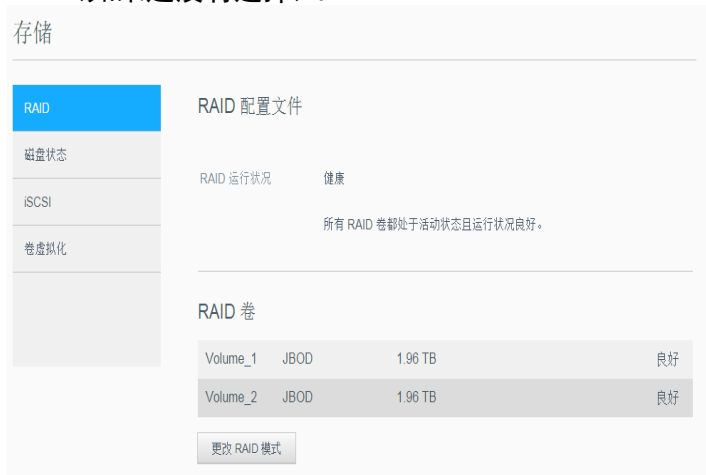 存储
RAID
RAID 配置文件
磁盘状态
RAID 运行状况 健康
iSCSI
所有 RAID 卷都处于活动状态且运行状况良好。
卷虚拟化
RAID 卷
Volume_1 JBOD 1.96 TB 良好
Volume_2 JBOD 1.96 TB 良好
更改 RAID 模式